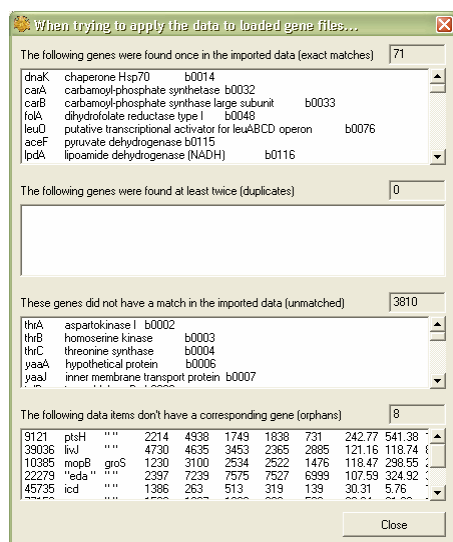 When trying to apply the data to loaded gene files...
The following genes were found once in the imported data (exact matches) 71
dnaK chaperone Hsp70 b0014
carA carbamoyl-phosphate synthetase b0032
carB carbamoyl-phosphate synthase large subunit b0033
folA dihydrofolate reductase type I b0048
leuO putative transcriptional activator for leuABCD operon b0076
aceF pyruvate dehydrogenase b0115
lpdA lipoamide dehydrogenase (NADH) b0116
The following genes were found at least twice (duplicates) 0
These genes did not have a match in the imported data (unmatched) 3810
thrA aspartokinase I b0002
thrB homoserine kinase b0003
thrC threonine synthase b0004
yaaA hypothetical protein b0006
yaaJ inner membrane transport protein b0007
The following data items don't have a corresponding gene (orphans) 8
9121 ptsH "" 2214 4938 1749 1838 731 242.77 541.38
39036 livJ "" 4730 4635 3453 2365 2885 121.16 118.74
10385 mopB groS 1230 3100 2534 2522 1476 118.47 298.55
22279 "eda" "" 2397 7239 7575 7527 6999 107.59 324.92
45735 icd "" 1386 263 513 319 139 30.31 5.76
Close